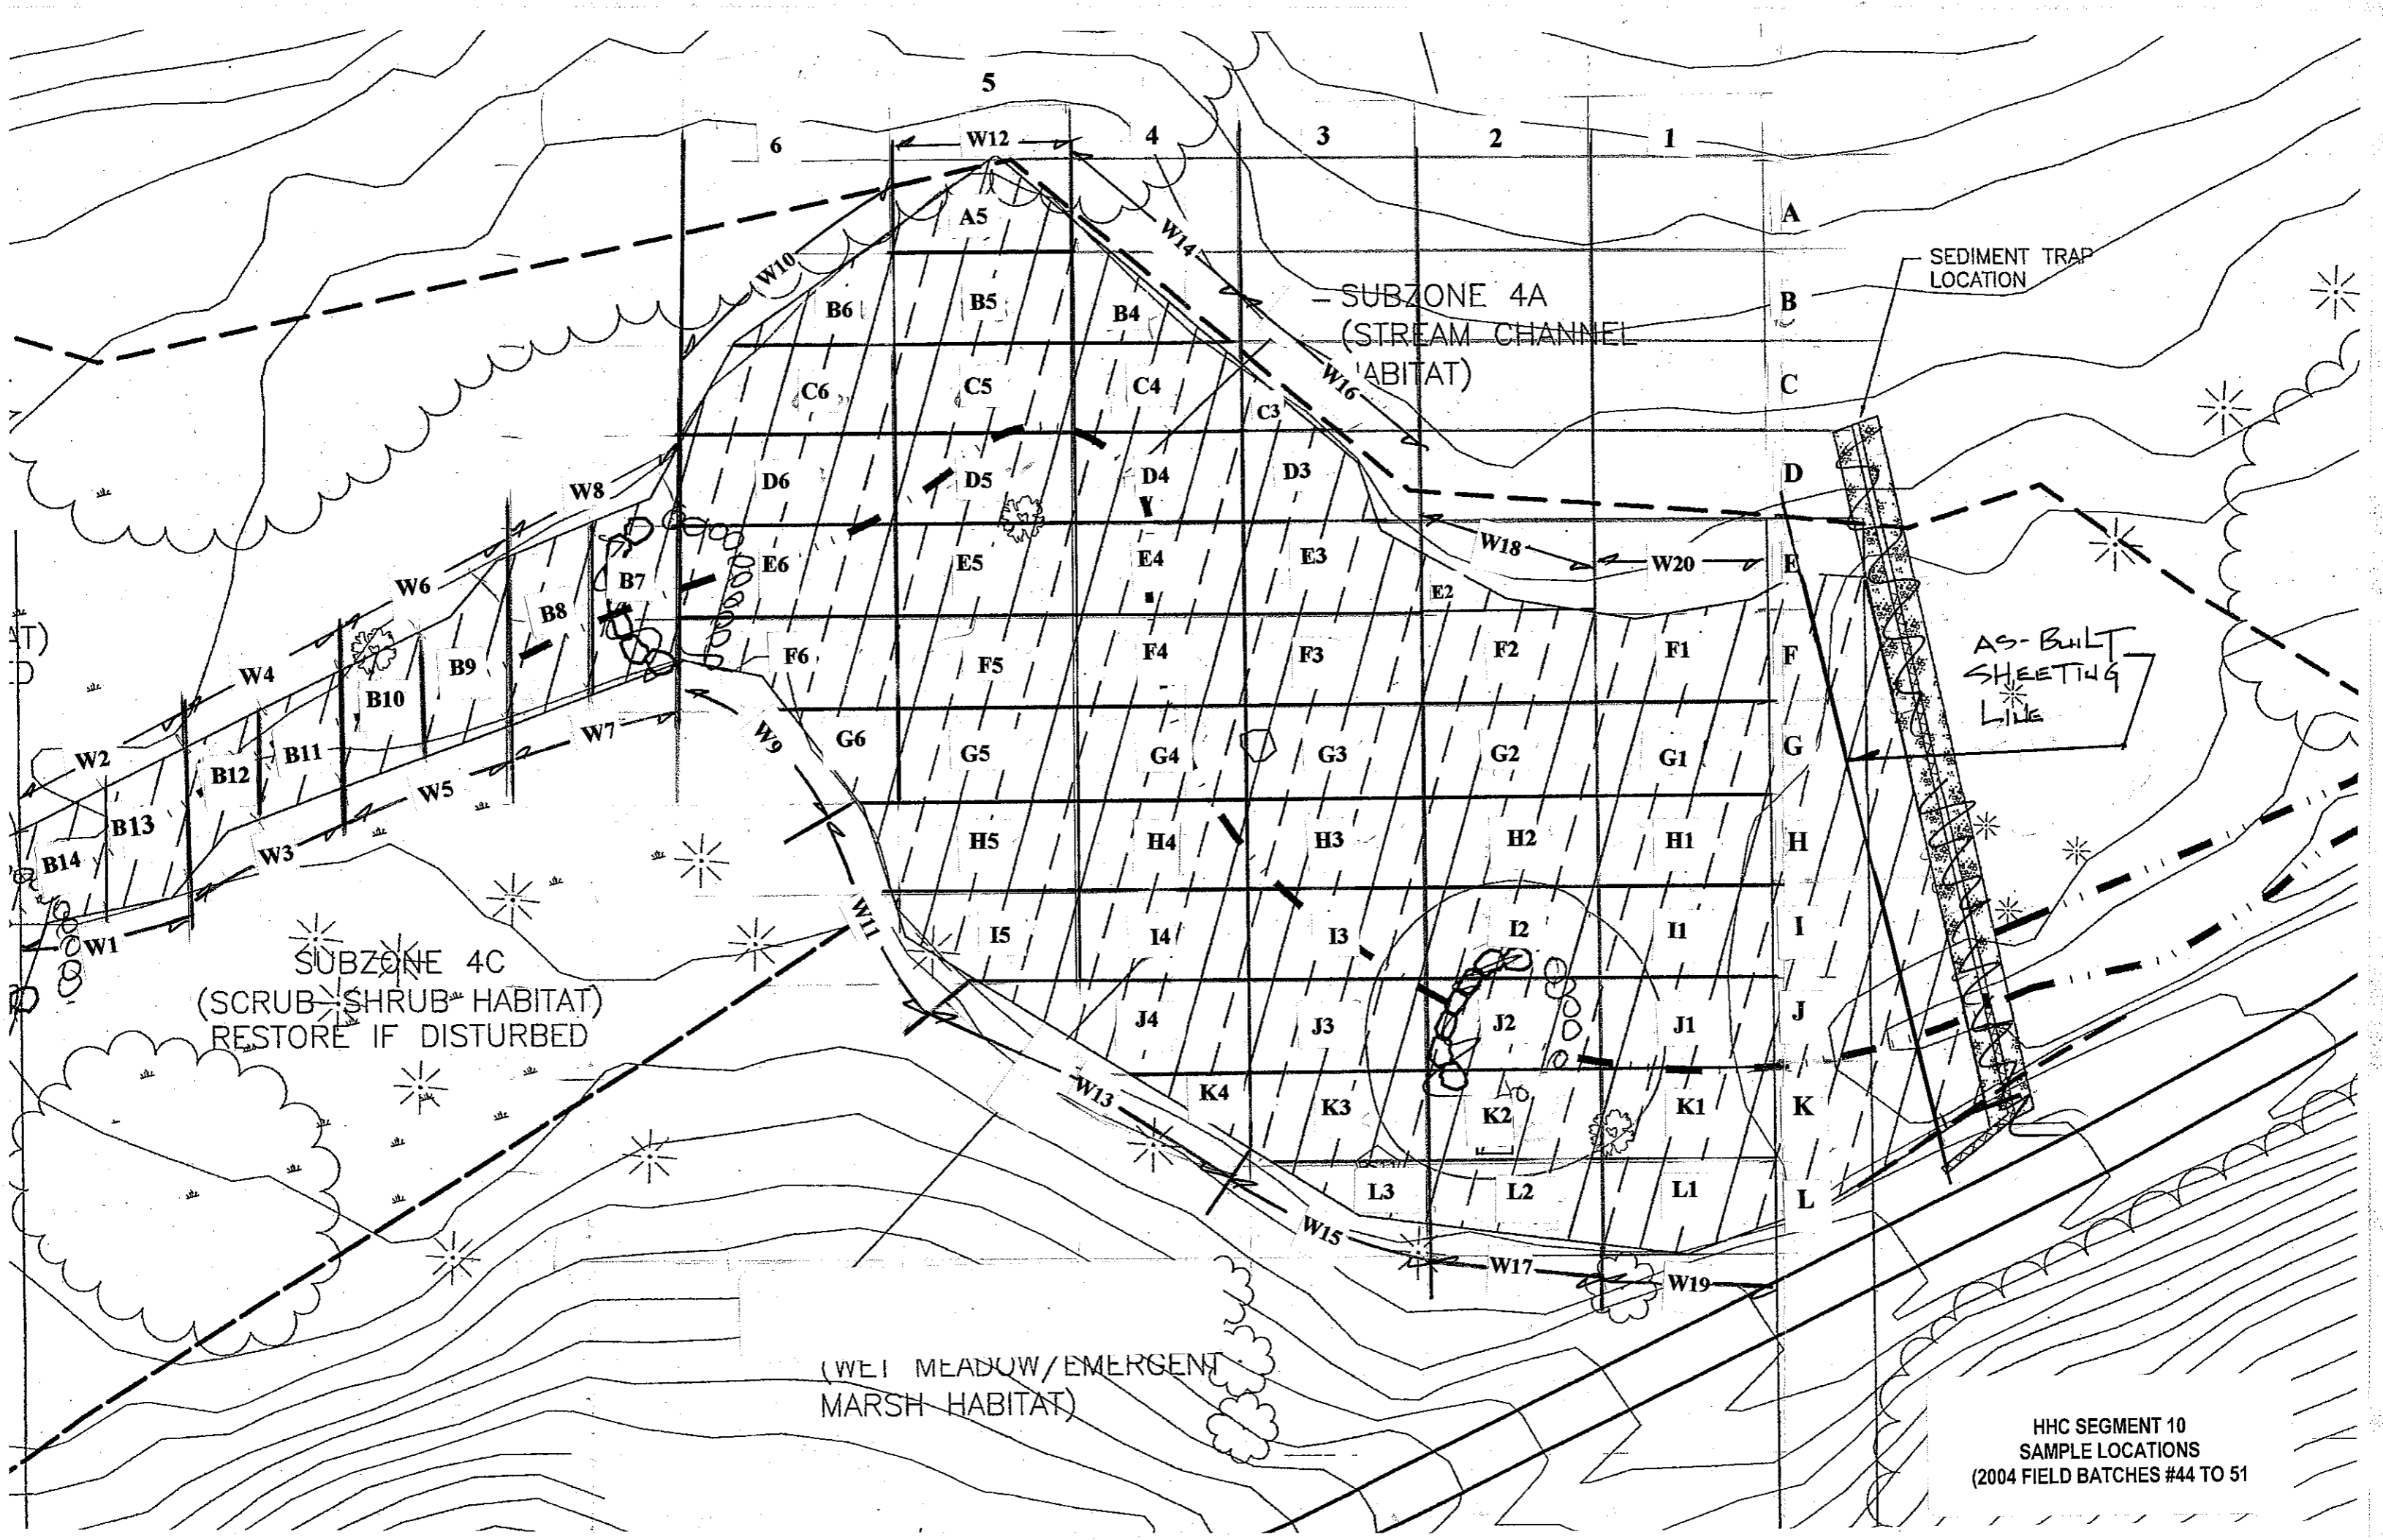 5
6
W12
4
3
2
1
A5
A
W14
W10
SEDIMENT TRAP
LOCATION
B6
B5
B4
SUBZONE 4A
B
(STREAM CHANNEL
'ABITAT)
W16
C6
C5
C4
C3
C
D6
D5
D4
D3
D
W8
W6
B7
B8
E6
E5
E4
E3
E2
W18
W20
E
W4
B9
B10
F6
F5
F4
F3
F2
F1
F
AS-BUILT
SHEETING
LINE
W2
B12
B11
W7
W9
W5
G6
G5
G4
G3
G2
G1
G
B13
B14
W3
H5
H4
H3
H2
H1
H
W1
W11
I5
I4
I3
I2
I1
I
SUBZONE 4C
(SCRUB-SHRUB HABITAT)
RESTORE IF DISTURBED
J4
J3
J2
J1
J
W13
K4
K3
K2
K1
K
L3
L2
L1
L
W15
W17
W19
(WET MEADOW/EMERGENT
MARSH HABITAT)
HHC SEGMENT 10
SAMPLE LOCATIONS
(2004 FIELD BATCHES #44 TO 51